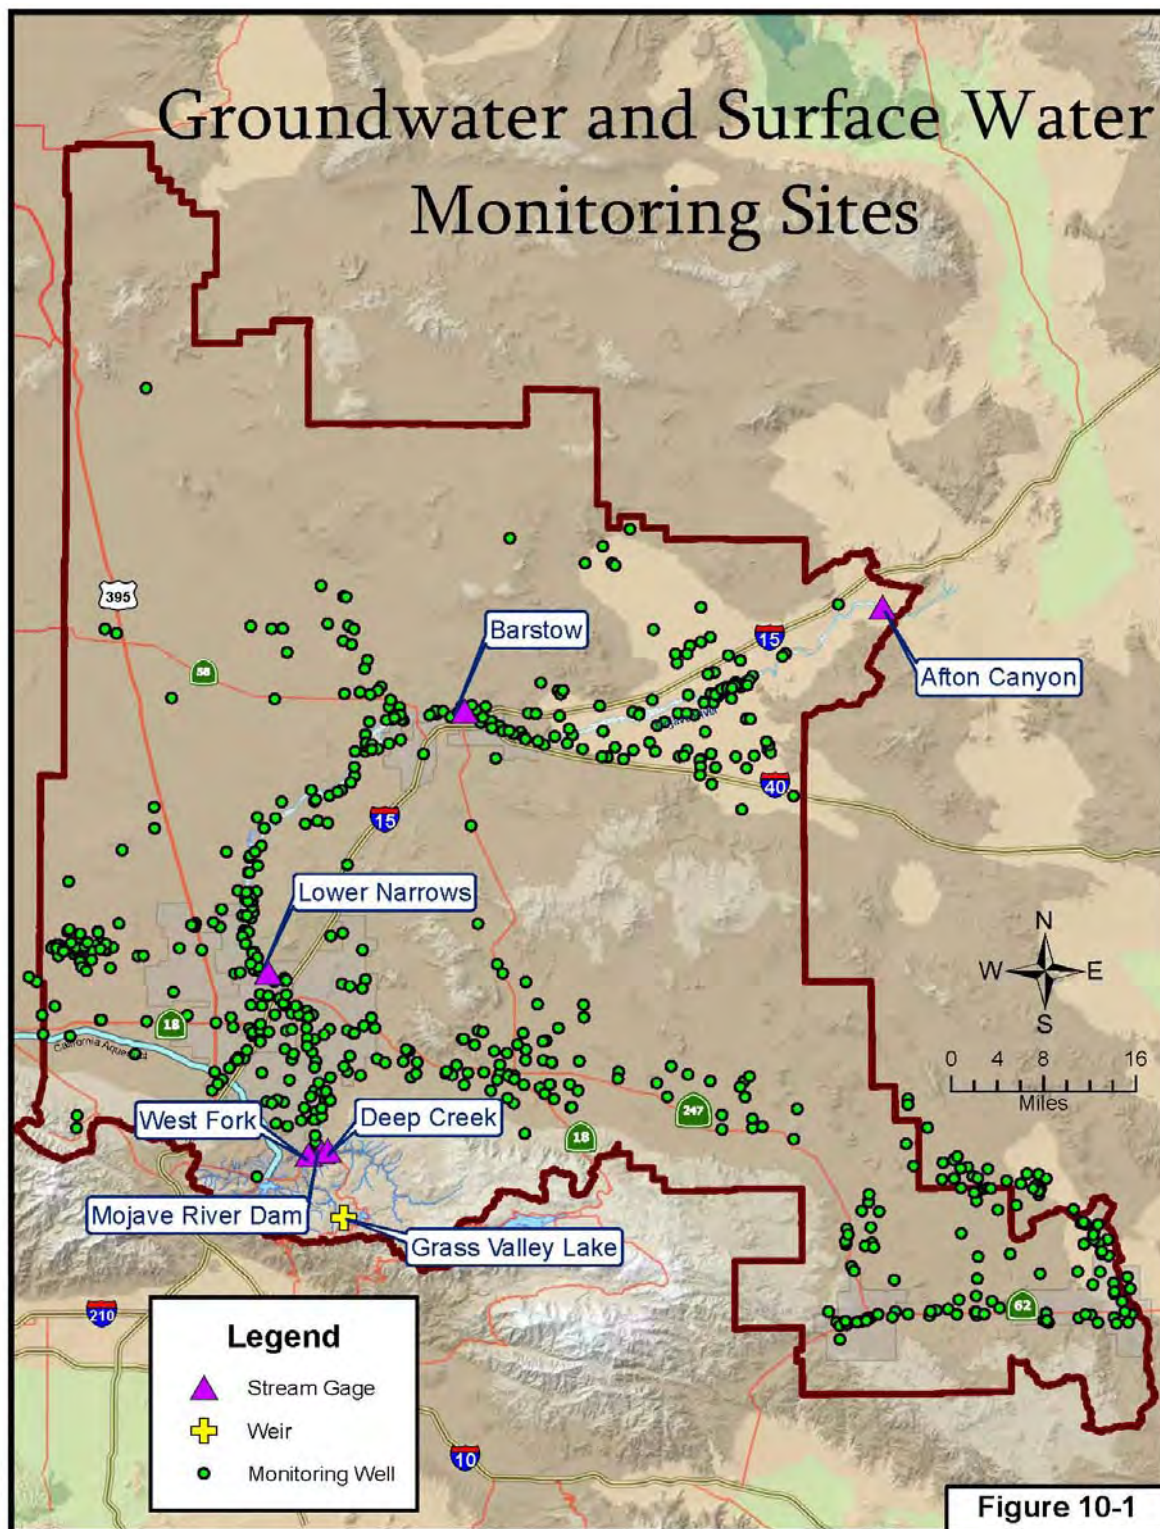 Groundwater and Surface Water
Monitoring Sites
395
58
Barstow
15
Afton Canyon
40
15
Lower Narrows
N
W
E
S
18
California Aqueduct
0 4 8 16
Miles
247
West Fork
Deep Creek
18
Mojave River Dam
Grass Valley Lake
62
210
Legend
Stream Gage
Weir
Monitoring Well
10
Figure 10-1